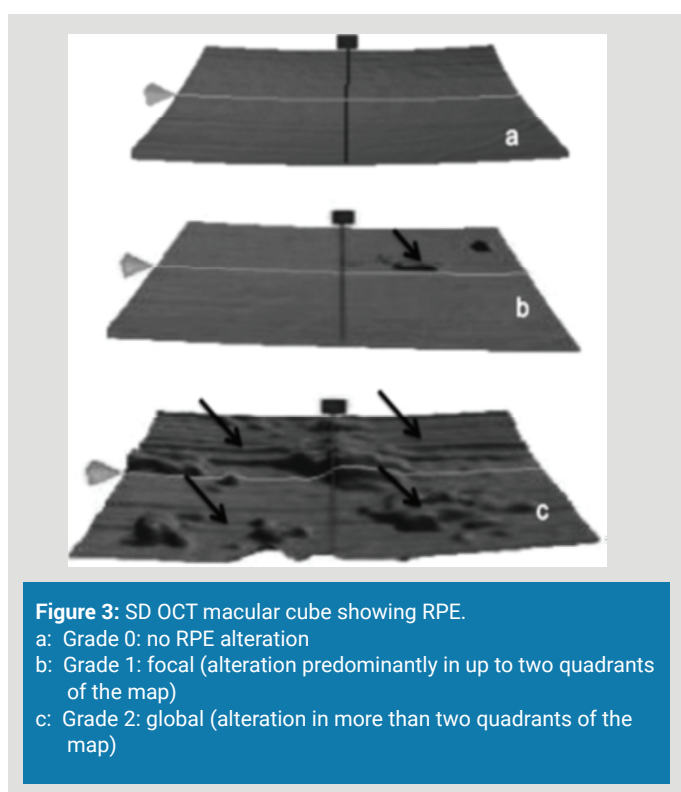 a
b
c
Figure 3: SD OCT macular cube showing RPE.
a: Grade 0: no RPE alteration
b: Grade 1: focal (alteration predominantly in up to two quadrants
of the map)
c: Grade 2: global (alteration in more than two quadrants of the
map)